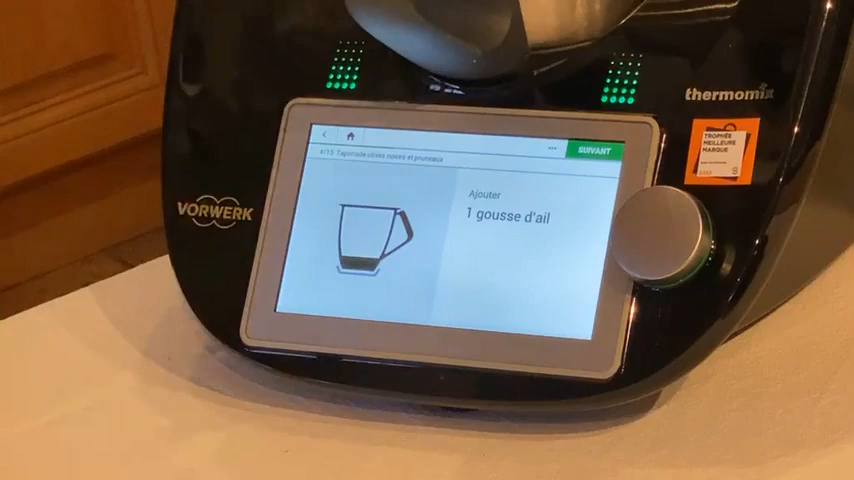 thermomix
TROPHÉE
MEILLEURE
MARQUE
SUIVANT
4/15 Tapenade olives noires et pruneaux
Ajouter
1 gousse d'ail
VORWERK